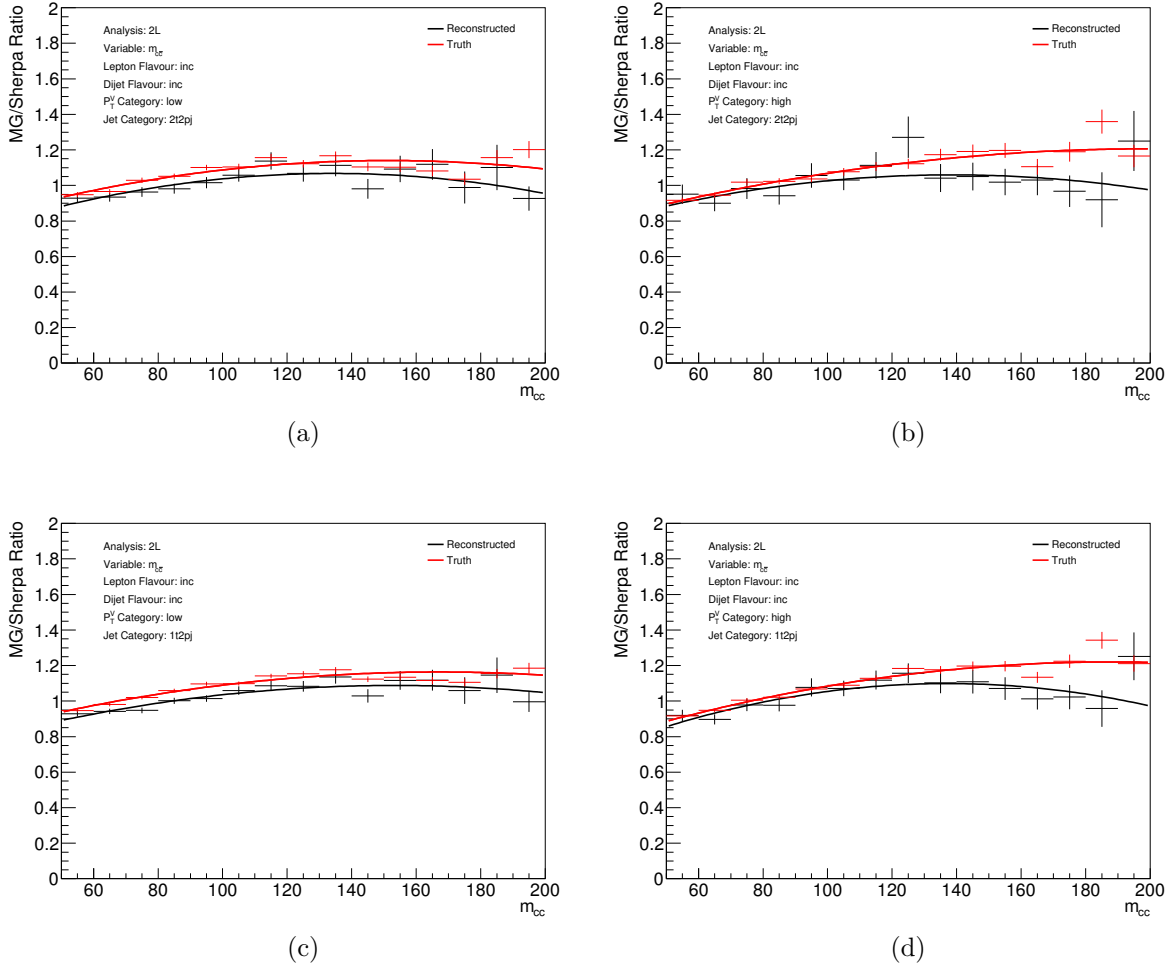 MG/Sherpa Ratio
2
1.8
1.6
1.4
1.2
1
0.8
0.6
0.4
0.2
0
Analysis: 2L
Variable: m_cc̅
Lepton Flavour: inc
Dijet Flavour: inc
P_T^V Category: low
Jet Category: 2t2pj
Reconstructed
Truth
60 80 100 120 140 160 180 200
m_cc
(a)
MG/Sherpa Ratio
2
1.8
1.6
1.4
1.2
1
0.8
0.6
0.4
0.2
0
Analysis: 2L
Variable: m_cc̅
Lepton Flavour: inc
Dijet Flavour: inc
P_T^V Category: high
Jet Category: 2t2pj
Reconstructed
Truth
60 80 100 120 140 160 180 200
m_cc
(b)
MG/Sherpa Ratio
2
1.8
1.6
1.4
1.2
1
0.8
0.6
0.4
0.2
0
Analysis: 2L
Variable: m_cc̅
Lepton Flavour: inc
Dijet Flavour: inc
P_T^V Category: low
Jet Category: 1t2pj
Reconstructed
Truth
60 80 100 120 140 160 180 200
m_cc
(c)
MG/Sherpa Ratio
2
1.8
1.6
1.4
1.2
1
0.8
0.6
0.4
0.2
0
Analysis: 2L
Variable: m_cc̅
Lepton Flavour: inc
Dijet Flavour: inc
P_T^V Category: high
Jet Category: 1t2pj
Reconstructed
Truth
60 80 100 120 140 160 180 200
m_cc
(d)